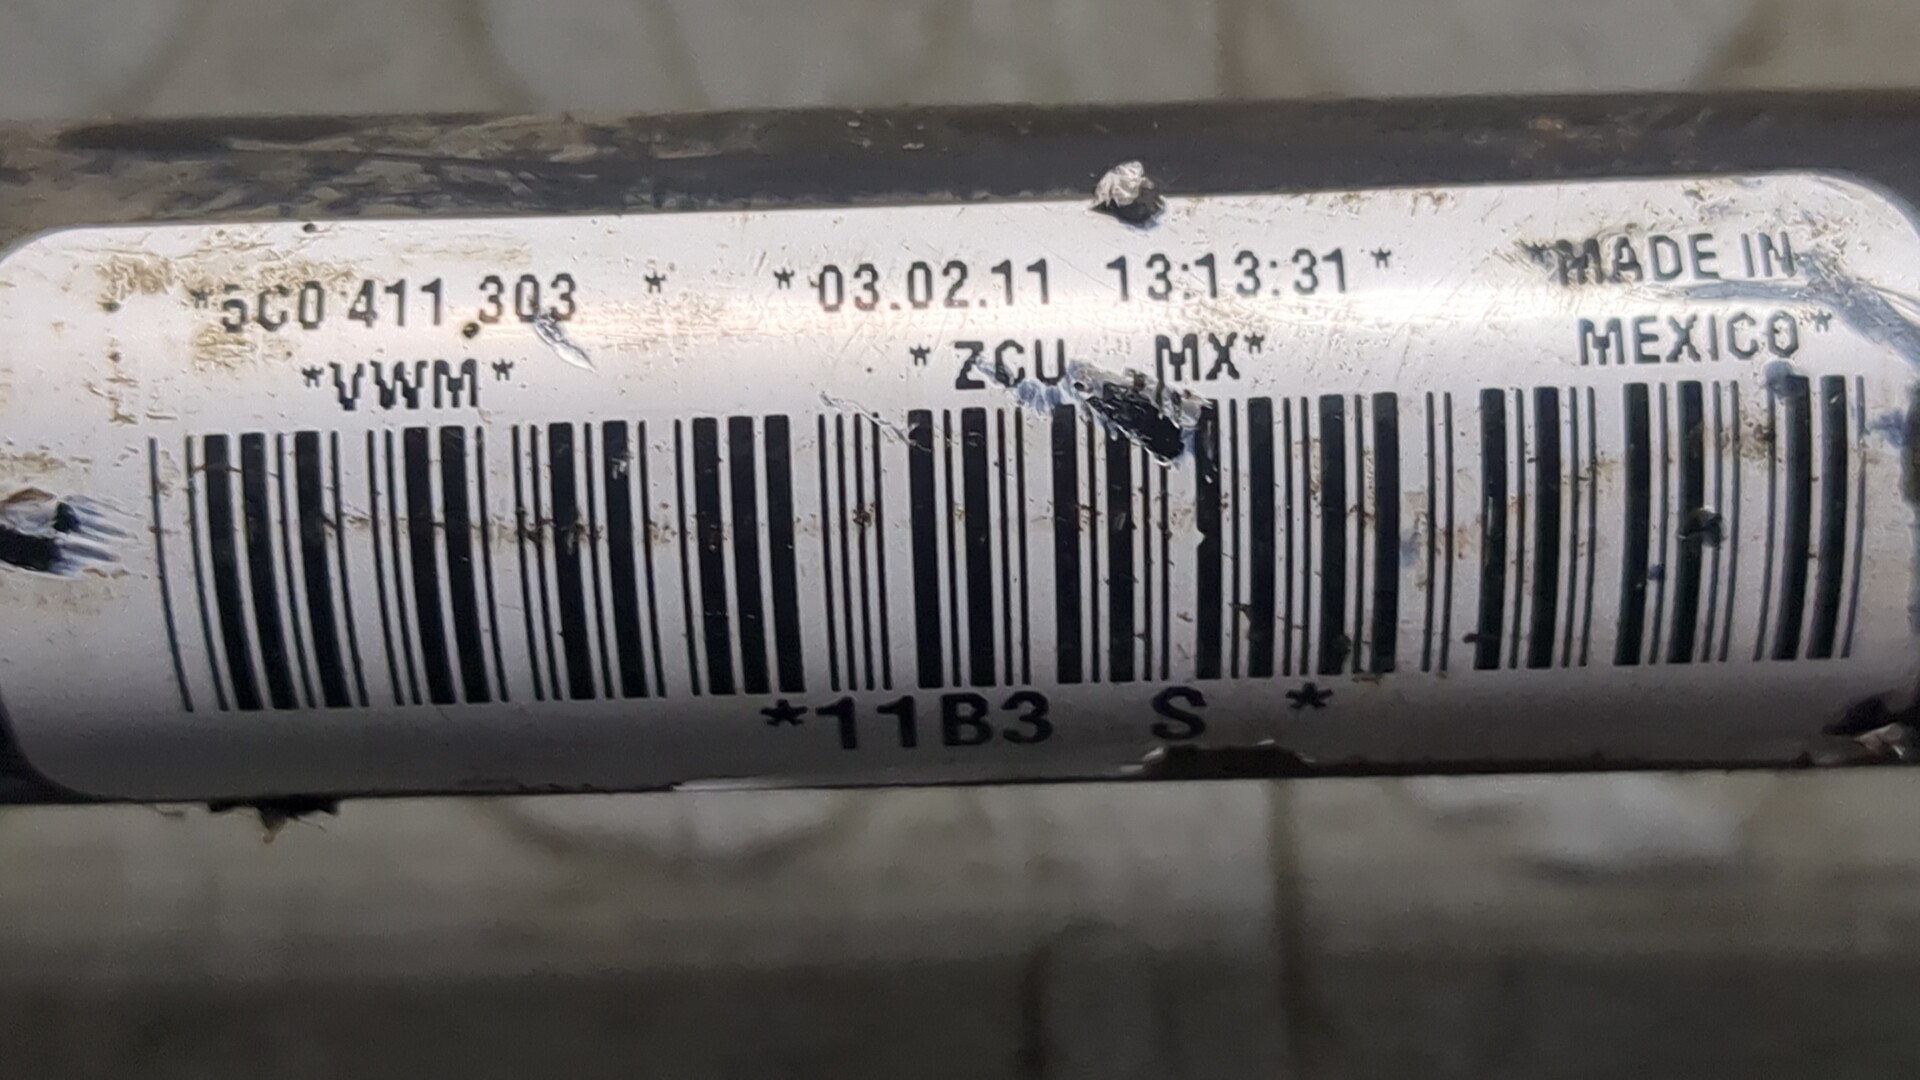 *5C0 411 303 * *03.02.11 13:13:31* *MADE IN
*VWM* *ZCU MX* MEXICO*
*11B3 S *